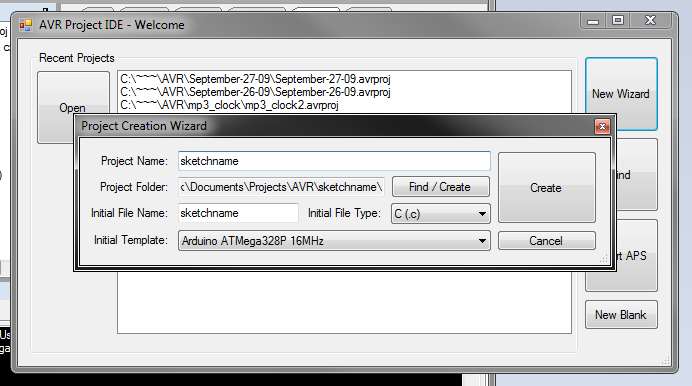 AVR Project IDE - Welcome
Recent Projects
Open
C:\~~~\AVR\September-27-09\September-27-09.avrproj
C:\~~~\AVR\September-26-09\September-26-09.avrproj
C:\~~~\AVR\mp3_clock\mp3_clock2.avrproj
New Wizard
Project Creation Wizard
Project Name:
sketchname
Project Folder:
\Documents\Projects\AVR\sketchname\
Find / Create
Create
Initial File Name:
sketchname
Initial File Type:
C (.c)
Initial Template:
Arduino ATMega328P 16MHz
Cancel
APS
New Blank